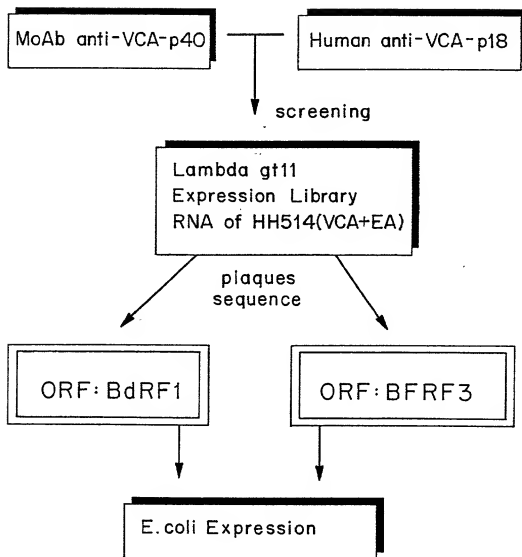 MoAb anti-VCA-p40
Human anti-VCA-p18
screening
Lambda gt11
Expression Library
RNA of HH514(VCA+EA)
plaques
sequence
ORF: BdRF1
ORF: BFRF3
E.coli Expression